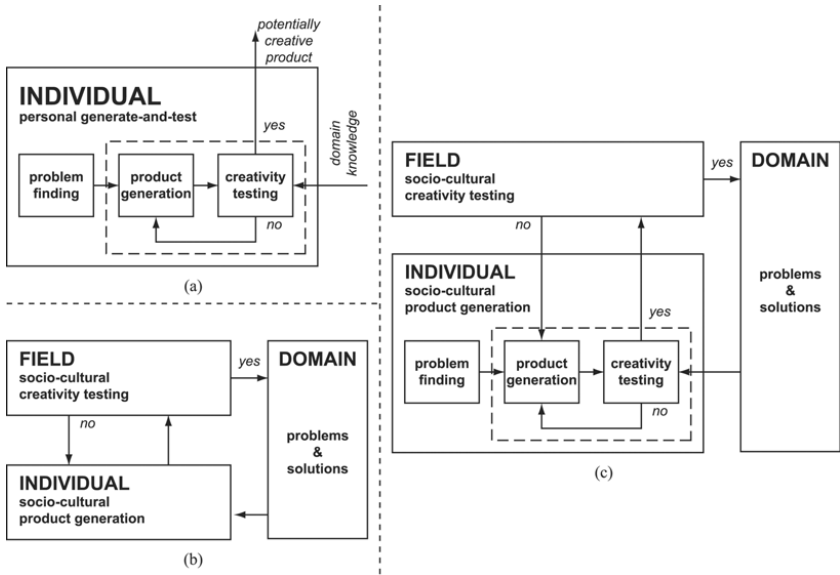 potentially
creative
product
INDIVIDUAL
personal generate-and-test
yes
domain
knowledge
problem
finding
product
generation
creativity
testing
no
(a)
FIELD
socio-cultural
creativity testing
yes
DOMAIN
no
problems
&
solutions
INDIVIDUAL
socio-cultural
product generation
(b)
FIELD
socio-cultural
creativity testing
yes
DOMAIN
no
INDIVIDUAL
socio-cultural
product generation
yes
problems
&
solutions
problem
finding
product
generation
creativity
testing
no
(c)